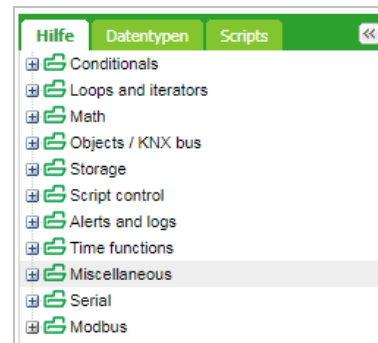 Hilfe Datentypen Scripts
Conditionals
Loops and iterators
Math
Objects / KNX bus
Storage
Script control
Alerts and logs
Time functions
Miscellaneous
Serial
Modbus